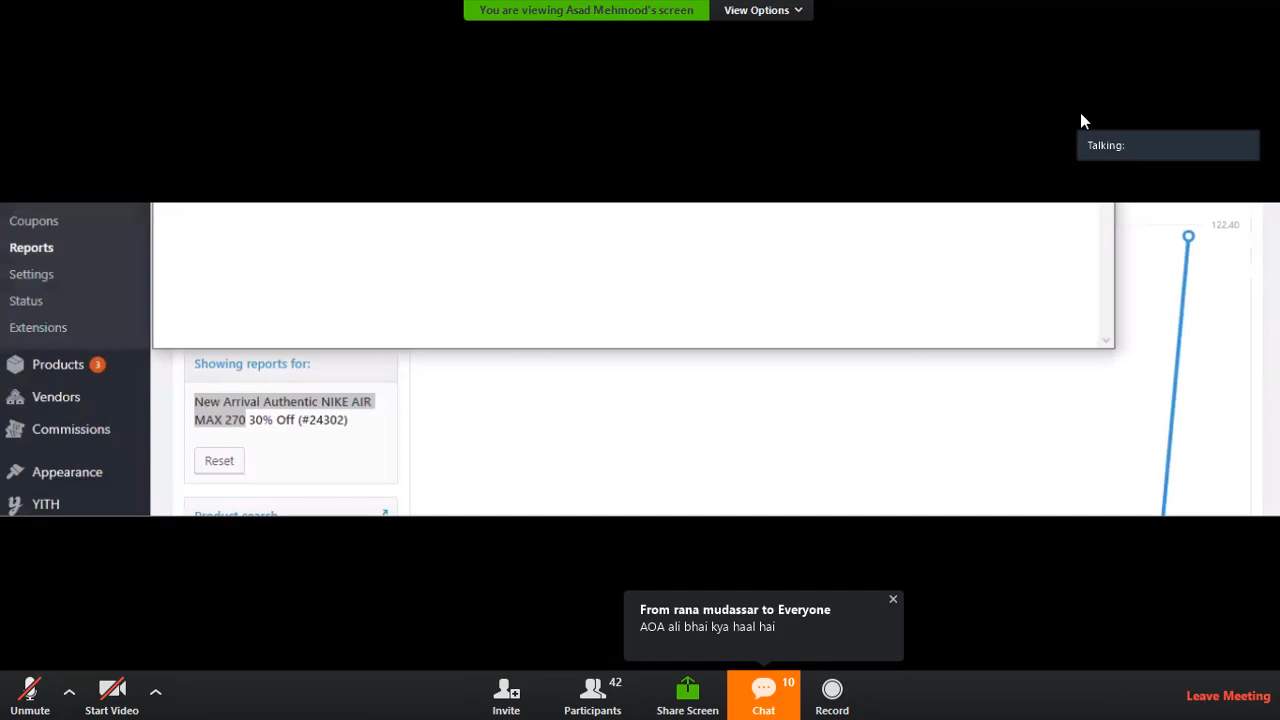 You are viewing Asad Mehmood's screen
View Options
Talking:
Coupons
Reports
Settings
Status
Extensions
Products 3
Vendors
Commissions
Appearance
YITH
122.40
Showing reports for:
New Arrival Authentic NIKE AIR
MAX 270 30% Off (#24302)
Reset
Product search
From rana mudassar to Everyone
AOA ali bhai kya haal hai
Unmute
Start Video
Invite
42
Participants
Share Screen
10
Chat
Record
Leave Meeting